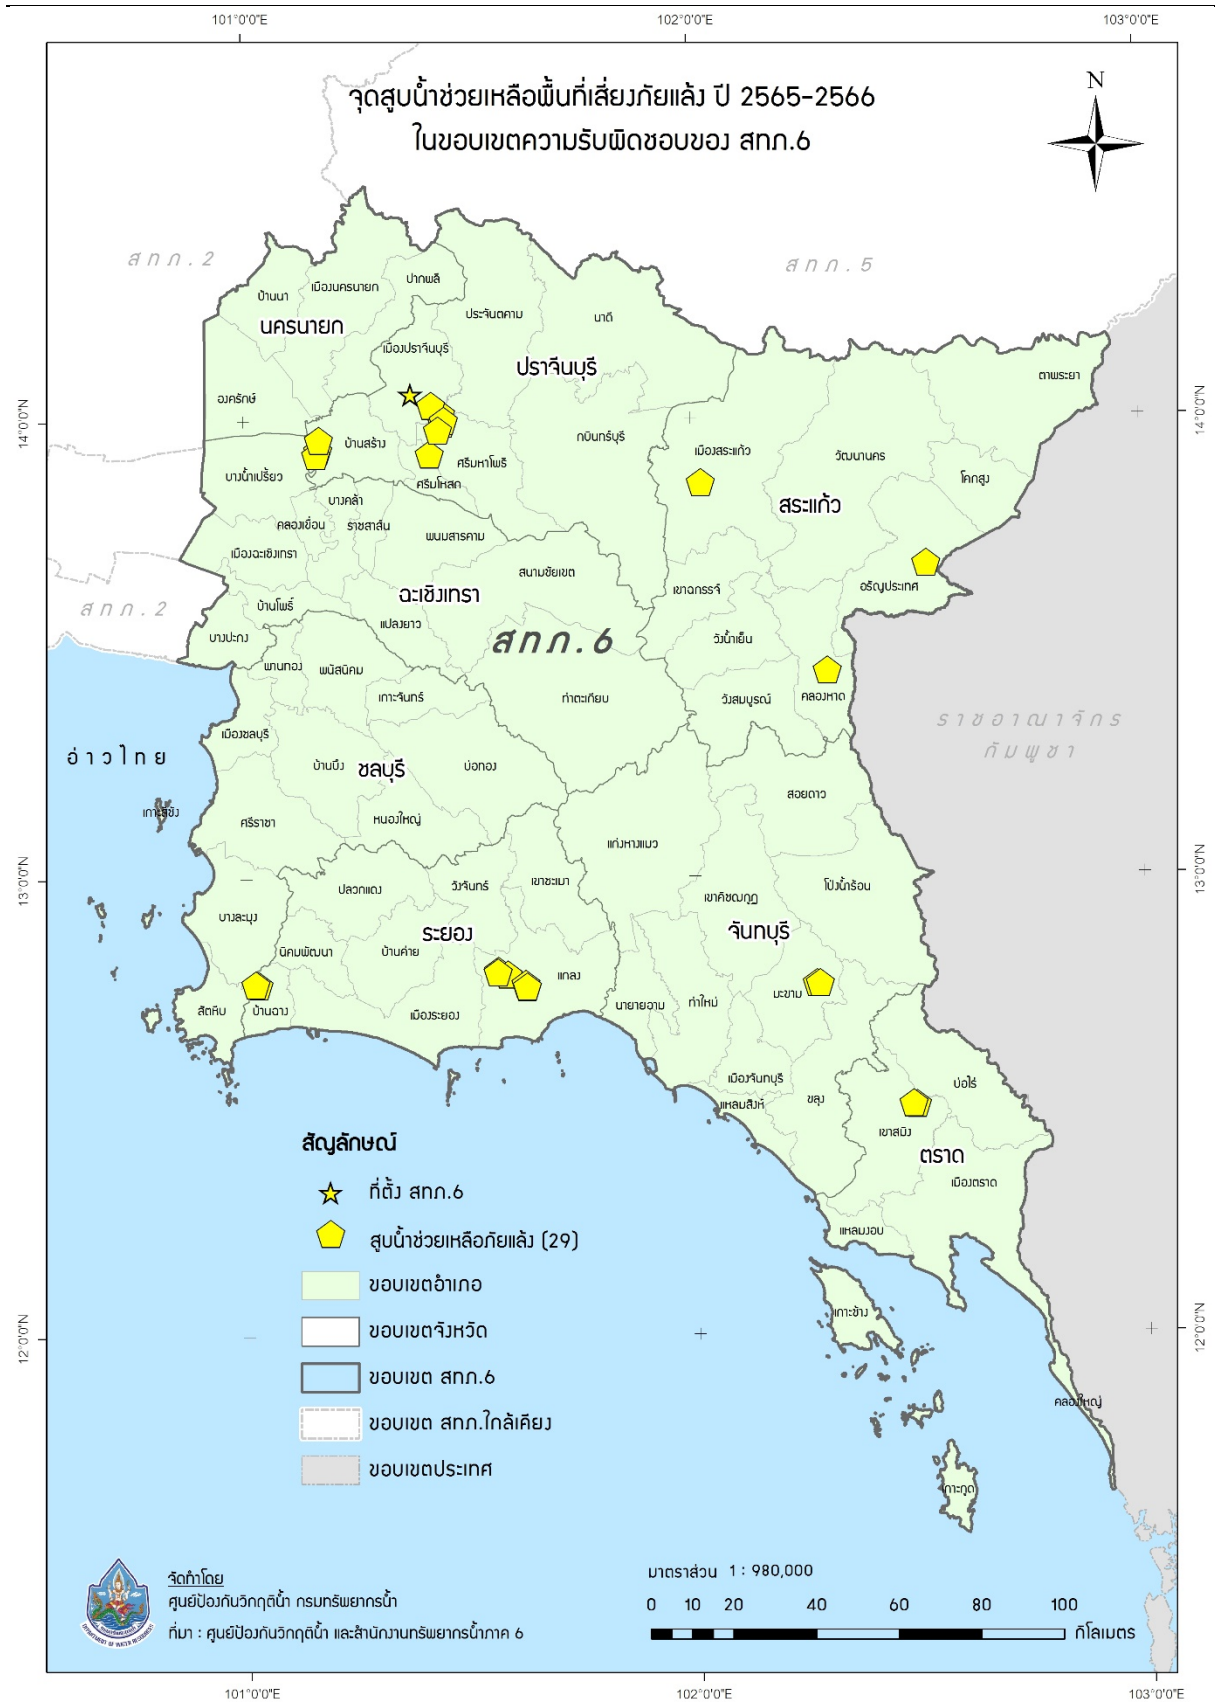 101°0'0"E
102°0'0"E
103°0'0"E
จุดสูบน้ำช่วยเหลือพื้นที่เสี่ยงภัยแล้ง ปี 2565-2566
ในขอบเขตความรับผิดชอบของ สทภ.6
N
สทภ.2
สทภ.5
ปากพลี
เมืองนครนายก
บ้านนา
ประจันตคาม
นาดี
นครนายก
เมืองปราจีนบุรี
ปราจีนบุรี
ตาพระยา
องครักษ์
14°0'0"N
14°0'0"N
บ้านสร้าง
กบินทร์บุรี
เมืองสระแก้ว
วัฒนานคร
ศรีมหาโพธิ
บางน้ำเปรี้ยว
ศรีมโหสถ
โคกสูง
บางคล้า
สระแก้ว
คลองเขื่อน
ราชสาส์น
พนมสารคาม
เมืองฉะเชิงเทรา
สนามชัยเขต
เขาฉกรรจ์
อรัญประเทศ
สทภ.2
บ้านโพธิ์
ฉะเชิงเทรา
แปลงยาว
บางปะกง
สทภ.6
วังน้ำเย็น
พานทอง
พนัสนิคม
เกาะจันทร์
ท่าตะเกียบ
วังสมบูรณ์
คลองหาด
ราชอาณาจักร
กัมพูชา
เมืองชลบุรี
อ่าวไทย
บ้านบึง
ชลบุรี
บ่อทอง
สอยดาว
เกาะสีชัง
ศรีราชา
หนองใหญ่
แก่งหางแมว
13°0'0"N
13°0'0"N
ปลวกแดง
วังจันทร์
เขาชะเมา
โป่งน้ำร้อน
เขาคิชฌกูฏ
บางละมุง
ระยอง
จันทบุรี
นิคมพัฒนา
บ้านค่าย
แกลง
มะขาม
สัตหีบ
บ้านฉาง
เมืองระยอง
นายายอาม
ท่าใหม่
เมืองจันทบุรี
บ่อไร่
แหลมสิงห์
ขลุง
เขาสมิง
ตราด
เมืองตราด
แหลมงอบ
เกาะช้าง
12°0'0"N
12°0'0"N
คลองใหญ่
เกาะกูด
สัญลักษณ์
ที่ตั้ง สทภ.6
สูบน้ำช่วยเหลือภัยแล้ง (29)
ขอบเขตอำเภอ
ขอบเขตจังหวัด
ขอบเขต สทภ.6
ขอบเขต สทภ.ใกล้เคียง
ขอบเขตประเทศ
จัดทำโดย
ศูนย์ป้องกันวิกฤติน้ำ กรมทรัพยากรน้ำ
ที่มา : ศูนย์ป้องกันวิกฤติน้ำ และสำนักงานทรัพยากรน้ำภาค 6
DEPARTMENT OF WATER RESOURCES
มาตราส่วน 1 : 980,000
0 10 20 40 60 80 100
กิโลเมตร
101°0'0"E
102°0'0"E
103°0'0"E